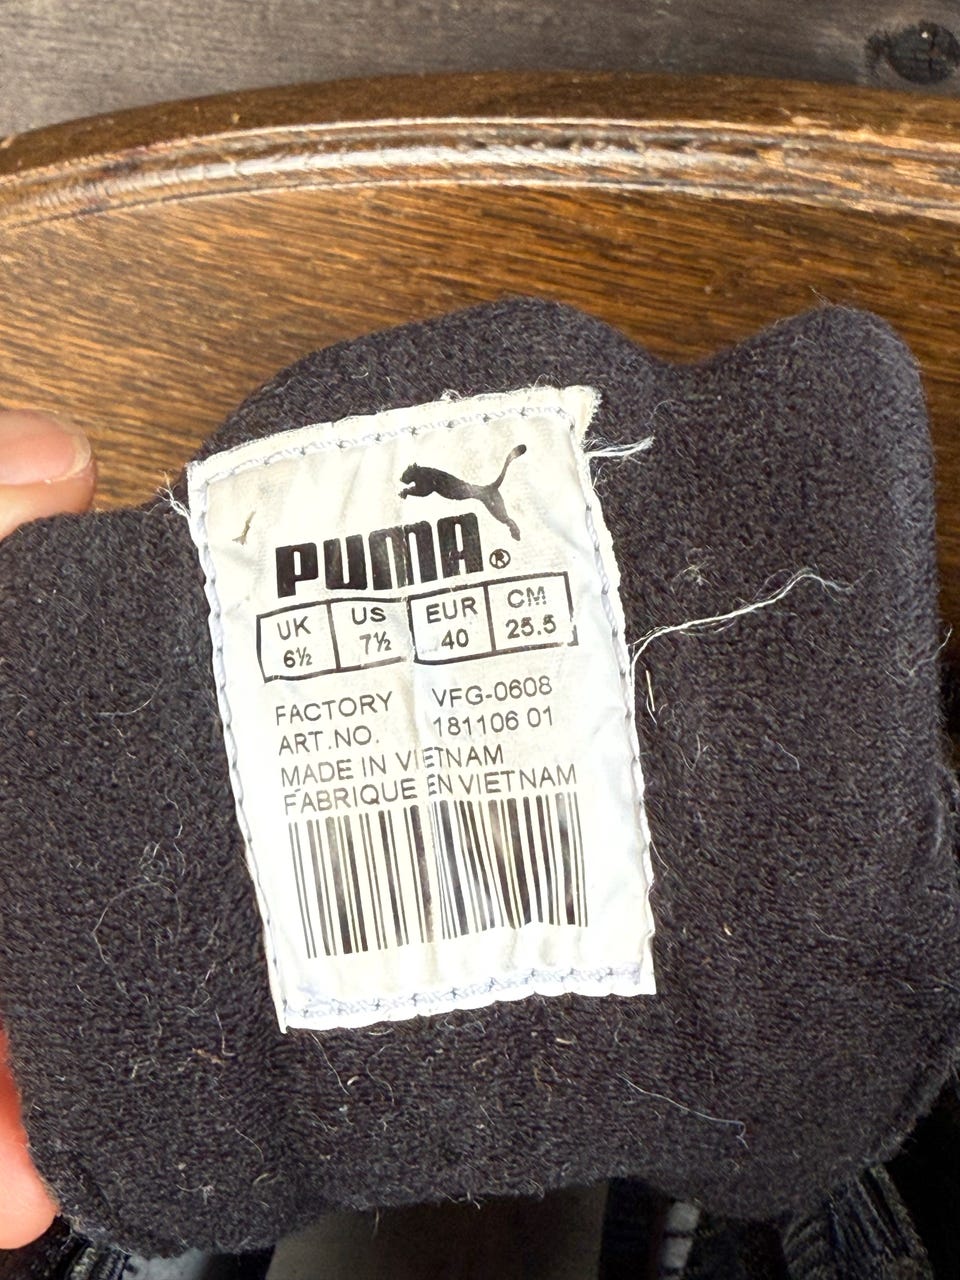 PUMA®
UK US EUR CM
6½ 7½ 40 25.5
FACTORY VFG-0608
ART.NO. 181106 01
MADE IN VIETNAM
FABRIQUE EN VIETNAM